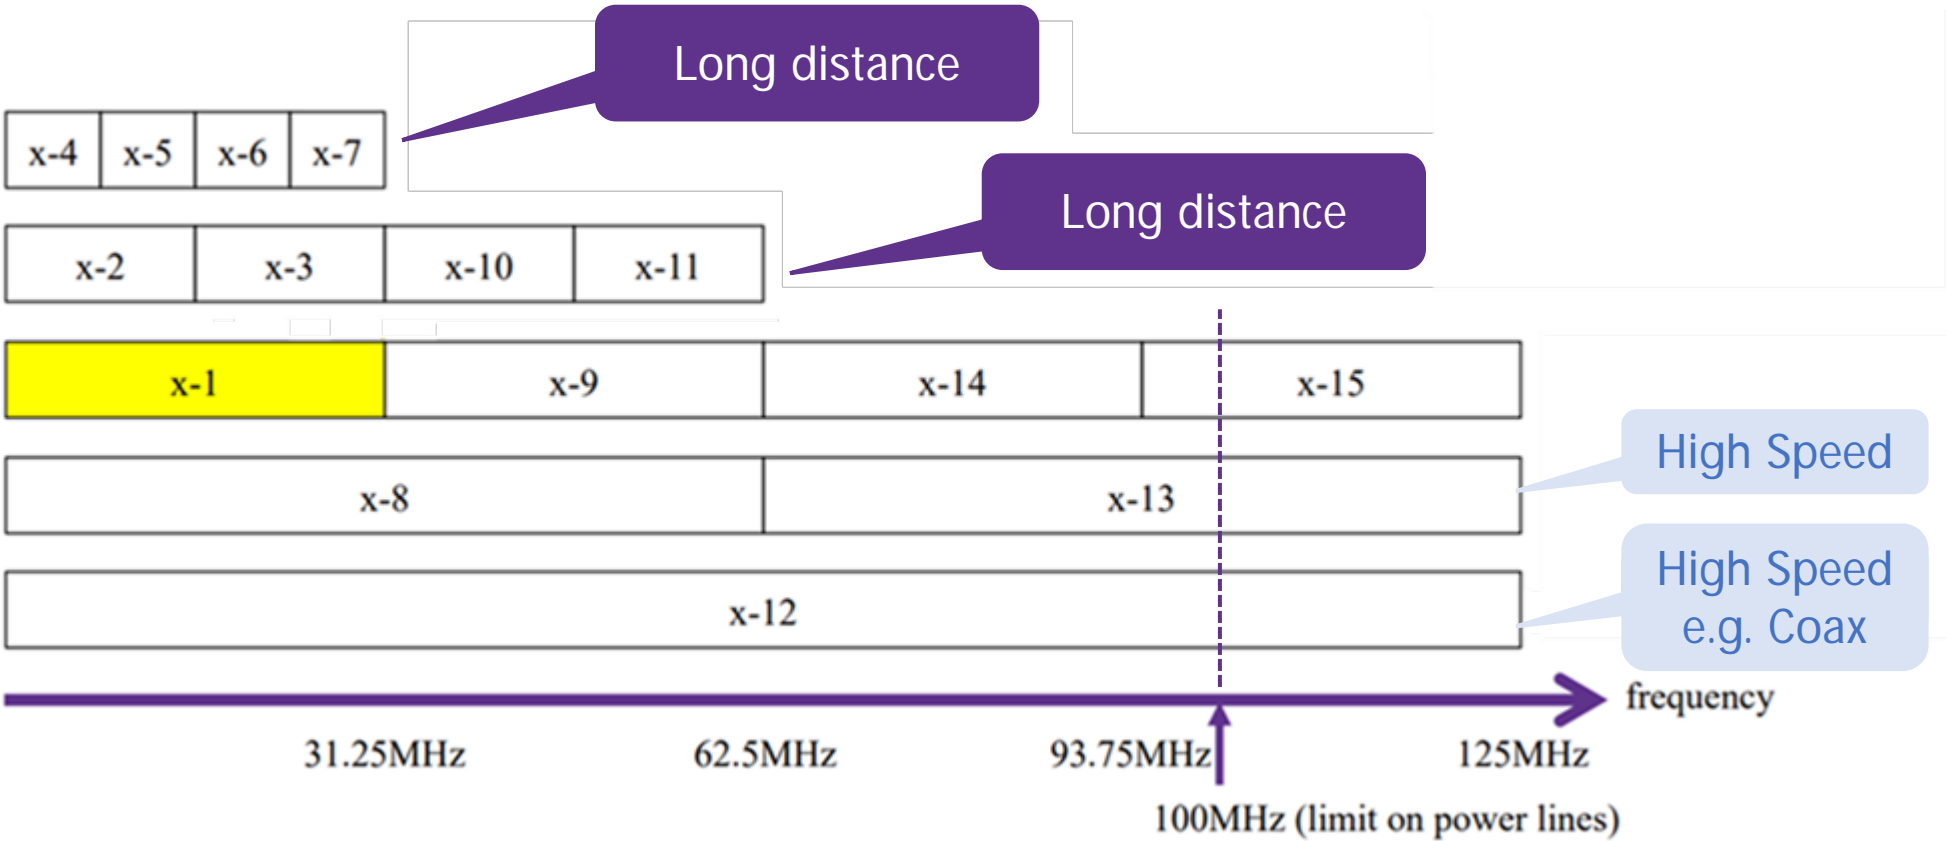 Long distance
x-4 x-5 x-6 x-7
Long distance
x-2 x-3 x-10 x-11
x-1 x-9 x-14 x-15
High Speed
x-8 x-13
High Speed
e.g. Coax
x-12
frequency
31.25MHz 62.5MHz 93.75MHz 125MHz
100MHz (limit on power lines)